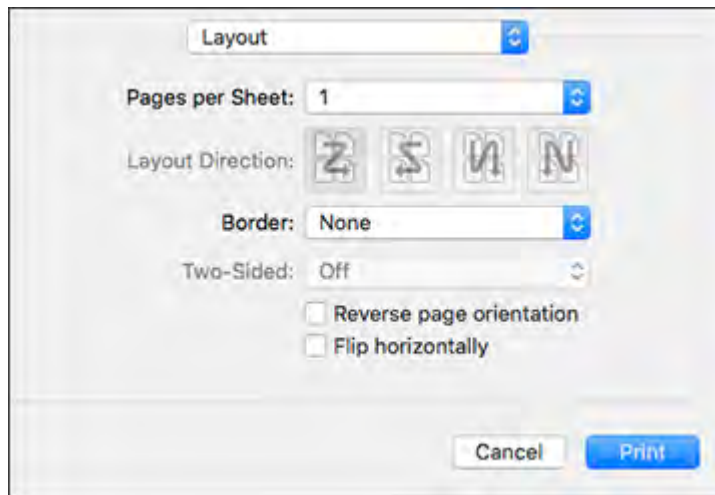 Layout
Pages per Sheet: 1
Layout Direction:
Border: None
Two-Sided: Off
Reverse page orientation
Flip horizontally
Cancel Print